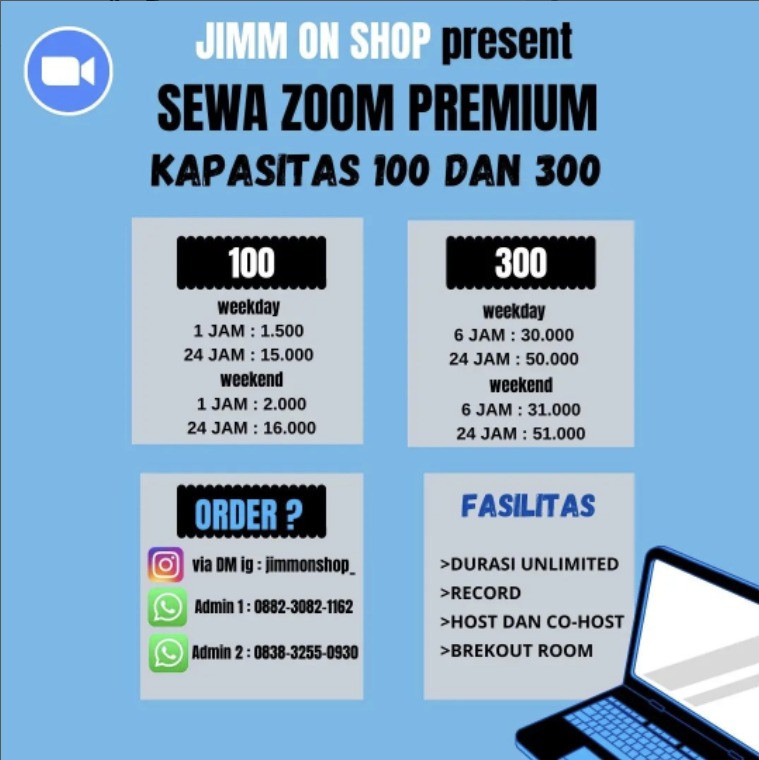 JIMM ON SHOP present
SEWA ZOOM PREMIUM
KAPASITAS 100 DAN 300
100
weekday
1 JAM : 1.500
24 JAM : 15.000
weekend
1 JAM : 2.000
24 JAM : 16.000
300
weekday
6 JAM : 30.000
24 JAM : 50.000
weekend
6 JAM : 31.000
24 JAM : 51.000
ORDER ?
via DM ig : jimmonshop_
Admin 1 : 0882-3082-1162
Admin 2 : 0838-3255-0930
FASILITAS
>DURASI UNLIMITED
>RECORD
>HOST DAN CO-HOST
>BREKOUT ROOM